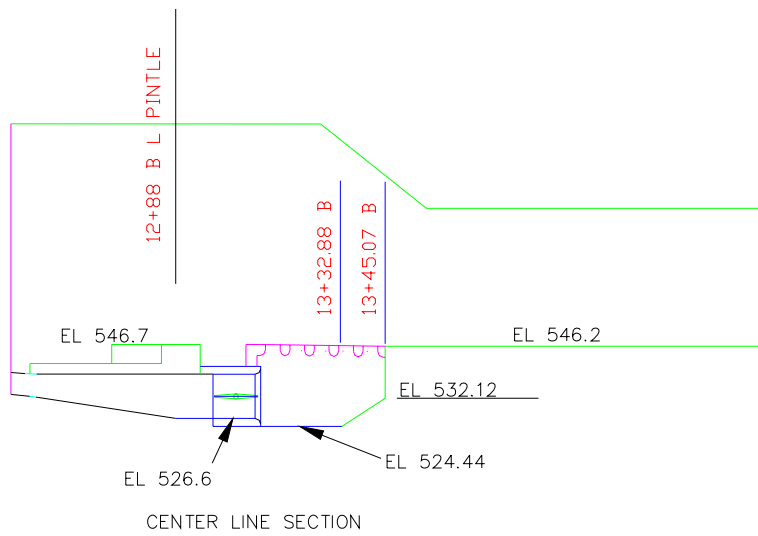 12+88 B L PINTLE
13+32.88 B
13+45.07 B
EL 546.7
EL 546.2
EL 532.12
EL 524.44
EL 526.6
CENTER LINE SECTION